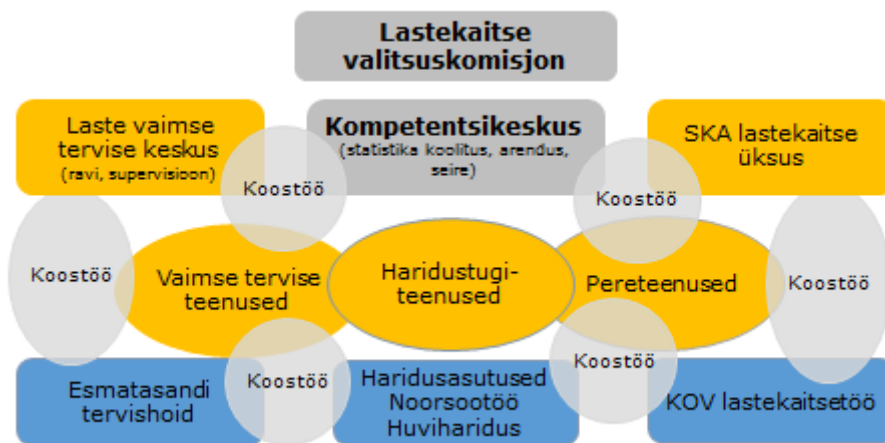 Lastekaitse
valitsuskomisjon
Laste vaimse
tervise keskus
(ravi, supervisioon)
Kompetentsikeskus
(statistika koolitus, arendus,
seire)
SKA lastekaitse
üksus
Koostöö
Koostöö
Koostöö
Vaimse tervise
teenused
Haridustugi-
teenused
Pereteenused
Koostöö
Koostöö
Koostöö
Esmatasandi
tervishoid
Haridusasutused
Noorsootöö
Huviharidus
KOV lastekaitsetöö